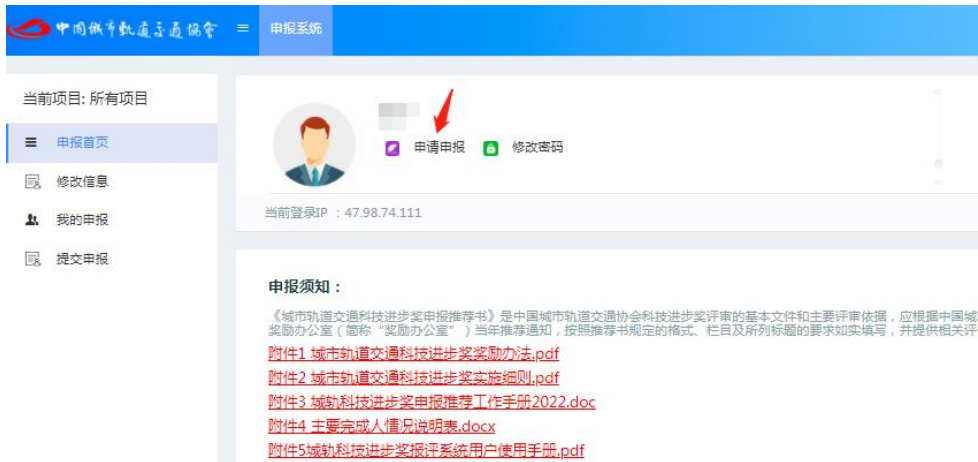 中国城市轨道交通协会 ≡ 申报系统
当前项目: 所有项目
申报首页
修改信息
我的申报
提交申报
申请申报 修改密码
当前登录IP ：47.98.74.111
申报须知：
《城市轨道交通科技进步奖申报推荐书》是中国城市轨道交通协会科技进步奖评审的基本文件和主要评审依据，应根据中国城
奖励办公室（简称“奖励办公室”）当年推荐通知，按照推荐书规定的格式、栏目及所列标题的要求如实填写，并提供相关评
附件1 城市轨道交通科技进步奖奖励办法.pdf
附件2 城市轨道交通科技进步奖实施细则.pdf
附件3 城轨科技进步奖申报推荐工作手册2022.doc
附件4 主要完成人情况说明表.docx
附件5城轨科技进步奖报评系统用户使用手册.pdf